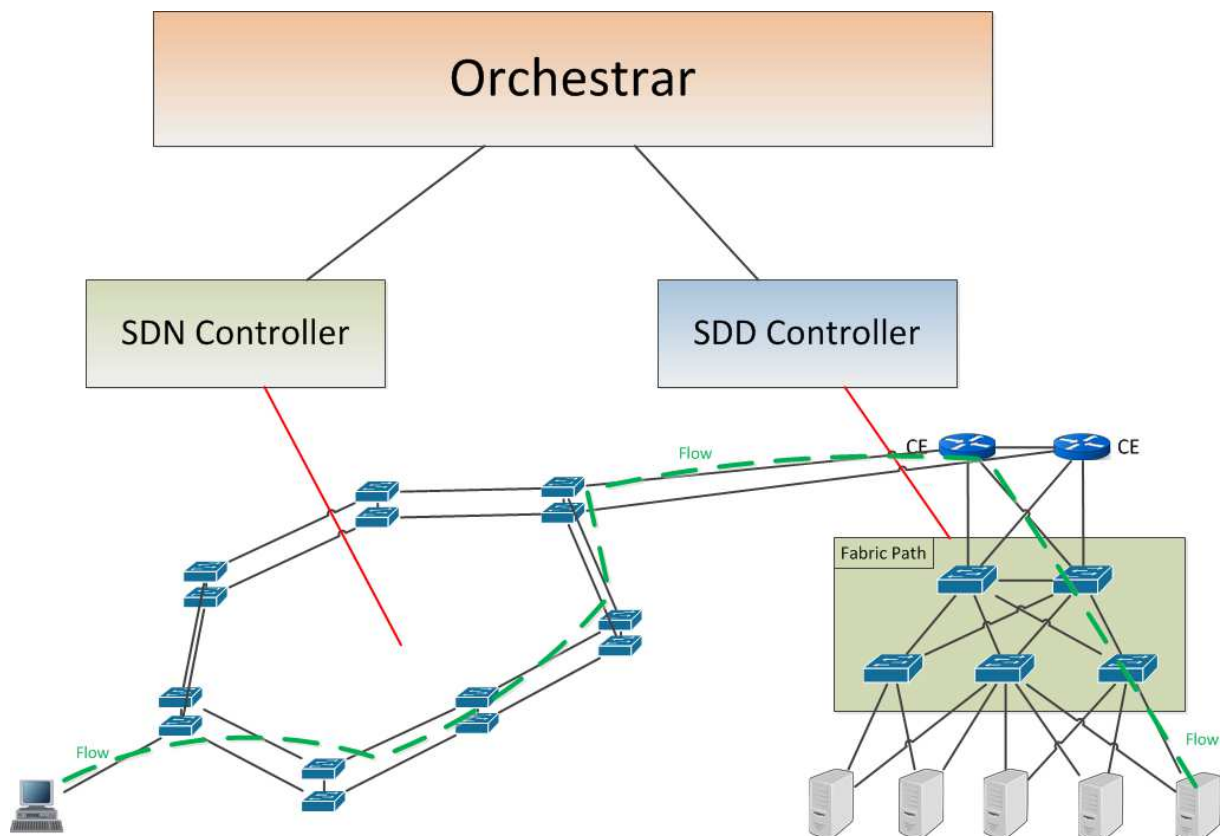 Orchestrar
SDN Controller
SDD Controller
Flow
CE
CE
Fabric Path
Flow
Flow